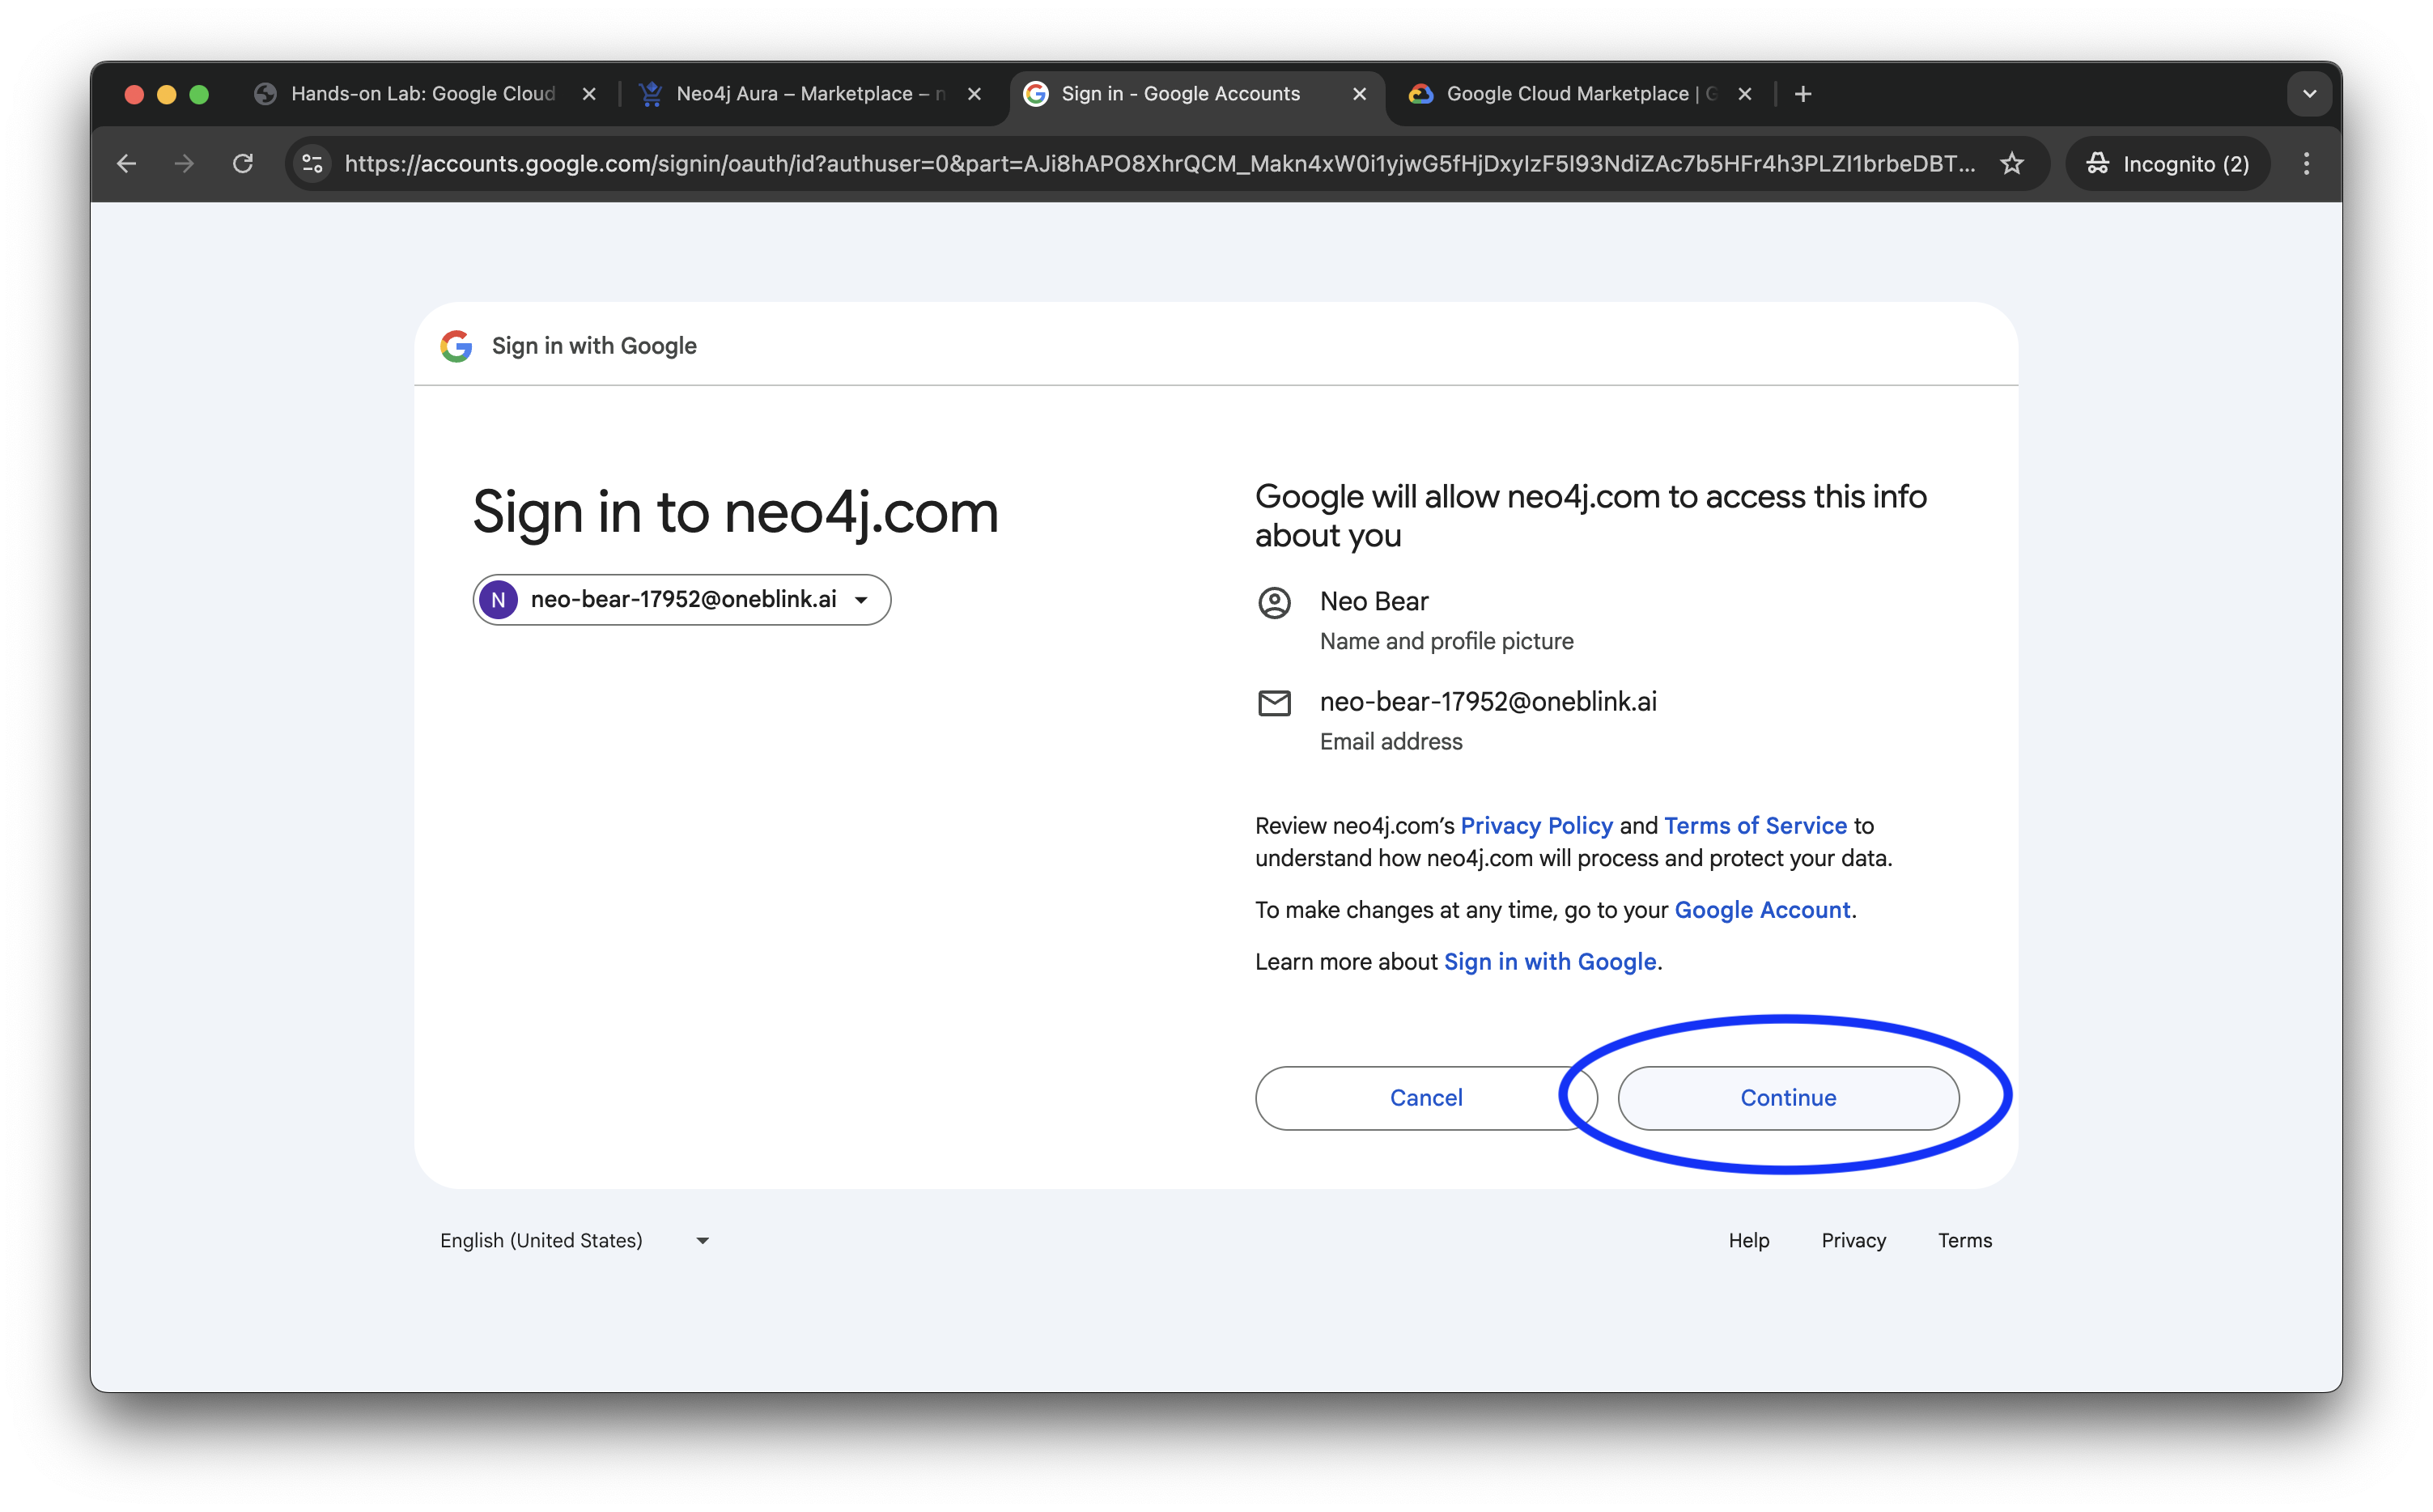 Hands-on Lab: Google Cloud
Neo4j Aura – Marketplace – n
Sign in - Google Accounts
Google Cloud Marketplace | G
https://accounts.google.com/signin/oauth/id?authuser=0&part=AJi8hAPO8XhrQCM_Makn4xW0i1yjwG5fHjDxyIzF5I93NdiZAc7b5HFr4h3PLZI1brbeDBT...
Incognito (2)
Sign in with Google
Sign in to neo4j.com
N neo-bear-17952@oneblink.ai
Google will allow neo4j.com to access this info
about you
Neo Bear
Name and profile picture
neo-bear-17952@oneblink.ai
Email address
Review neo4j.com’s Privacy Policy and Terms of Service to
understand how neo4j.com will process and protect your data.
To make changes at any time, go to your Google Account.
Learn more about Sign in with Google.
Cancel
Continue
English (United States)
Help
Privacy
Terms